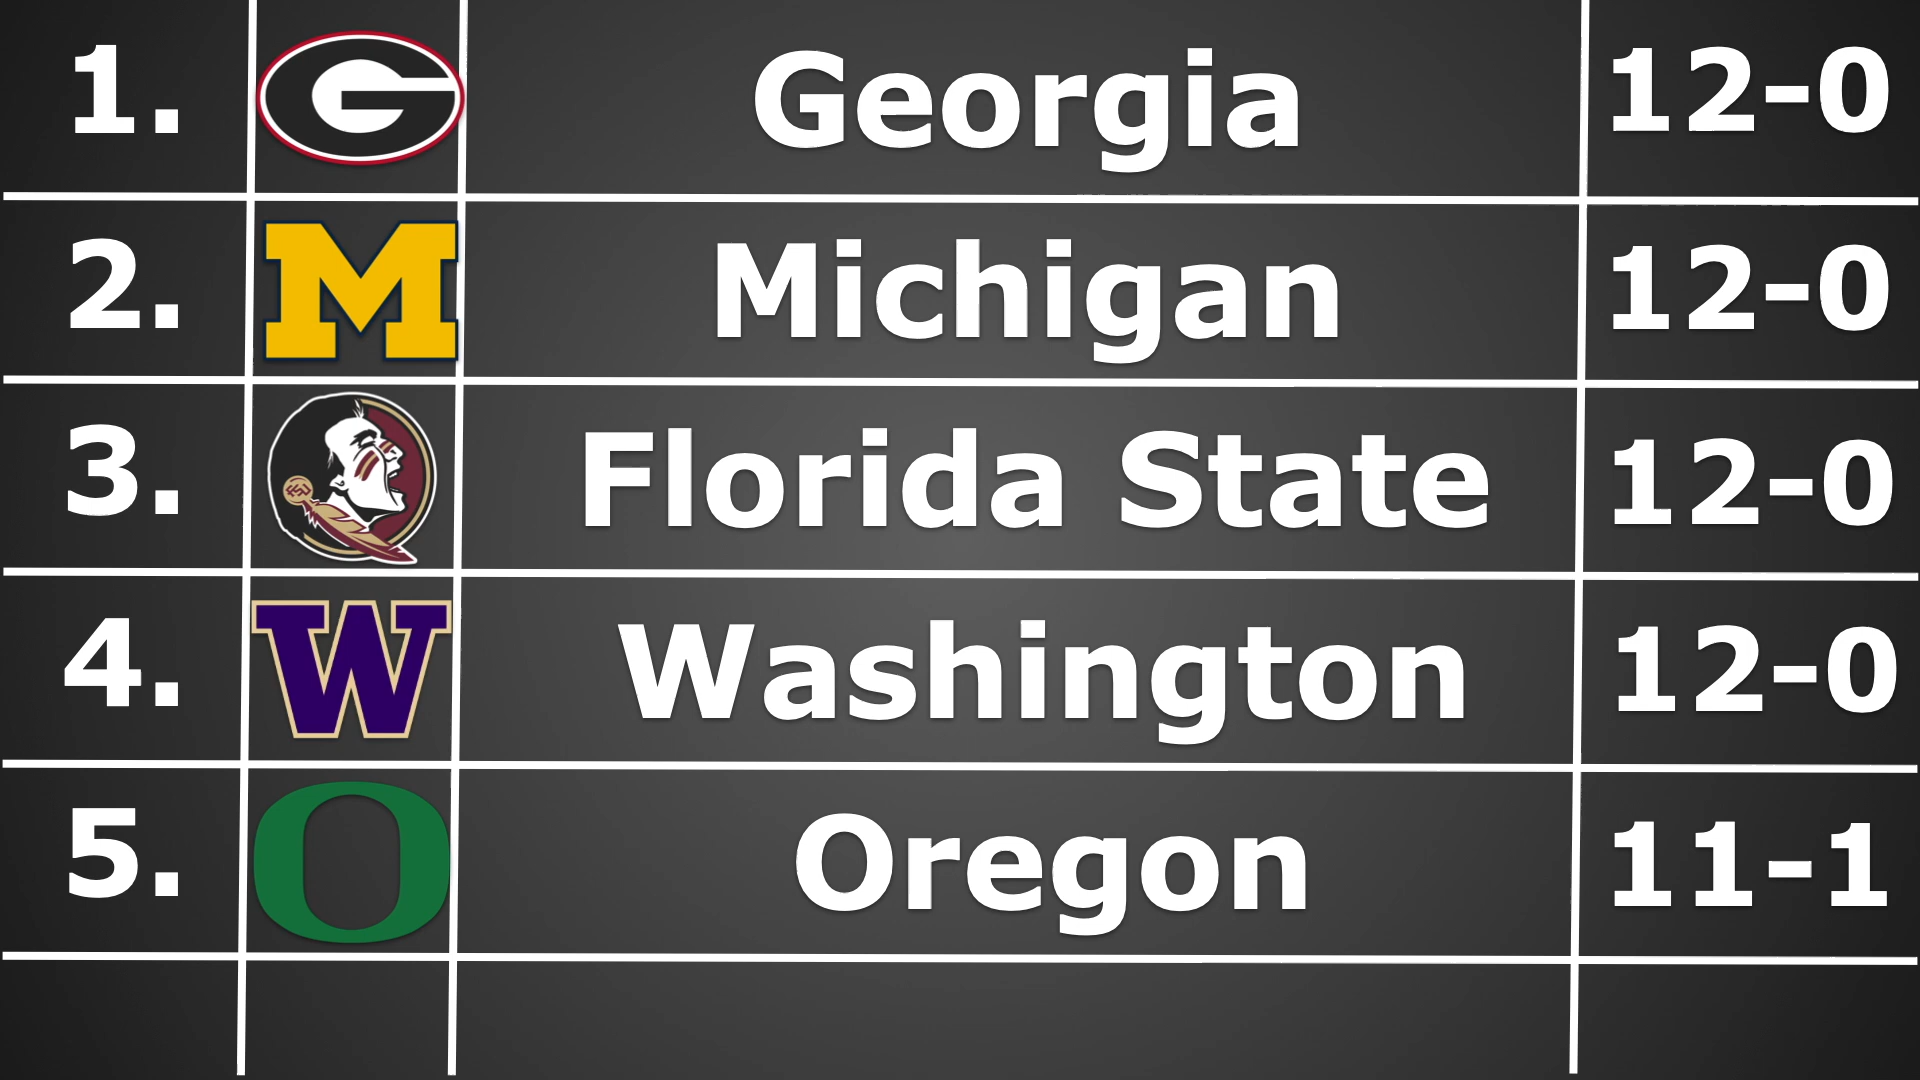 1. G Georgia 12-0
2. M Michigan 12-0
3. FSU Florida State 12-0
4. W Washington 12-0
5. O Oregon 11-1